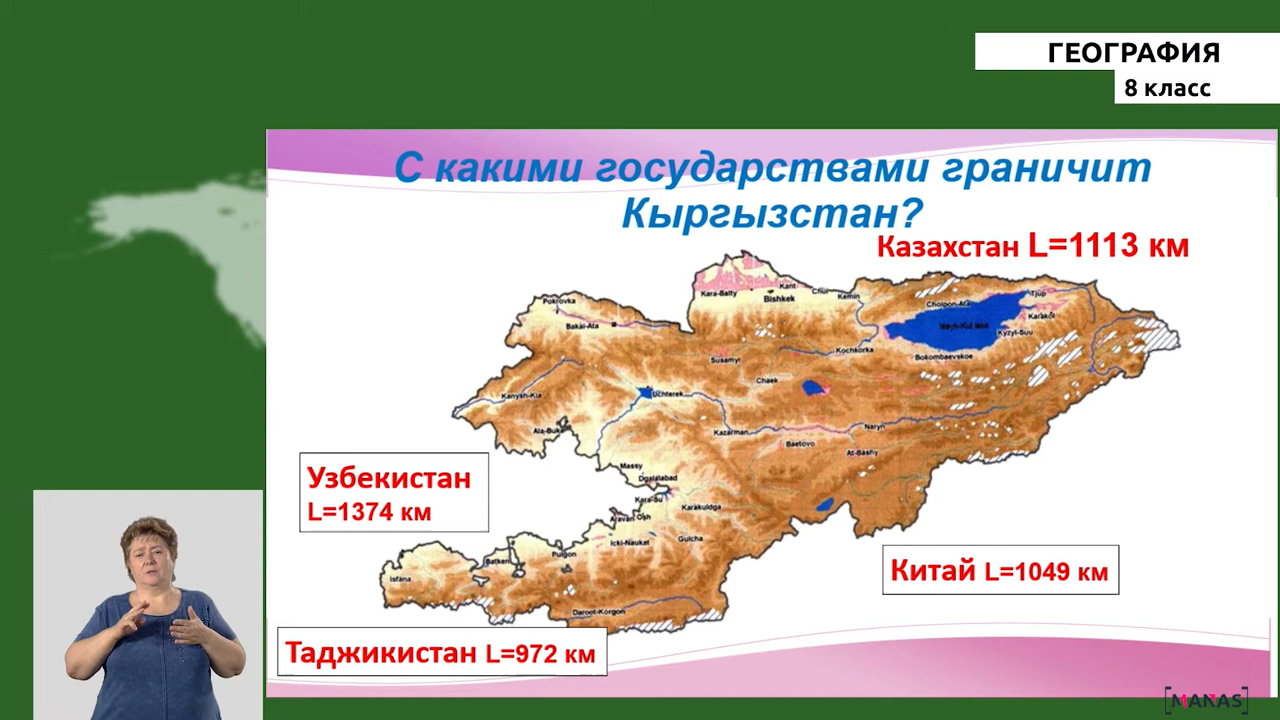 ГЕОГРАФИЯ
8 класс
С какими государствами граничит
Кыргызстан?
Казахстан L=1113 км
Kara-Balty
Kant
Chui
Bishkek
Kemin
Pokrovka
Bakai-Ata
Cholpon-Ata
Tjup
Karakol
Kyzyl-Suu
Bokombaevskoe
Kochkorka
Susamyr
Chaek
Uchterek
Kanysh-Kia
Ala-Buka
Kazarman
Naryn
Baetovo
At-Bashy
Massy
Dgalalabad
Kara-Su
Karakuldga
Aravan
Osh
Icki-Naukat
Gulcha
Pulgon
Batken
Isfana
Daroot-Korgon
Узбекистан
L=1374 км
Китай L=1049 км
Таджикистан L=972 км
MANAS